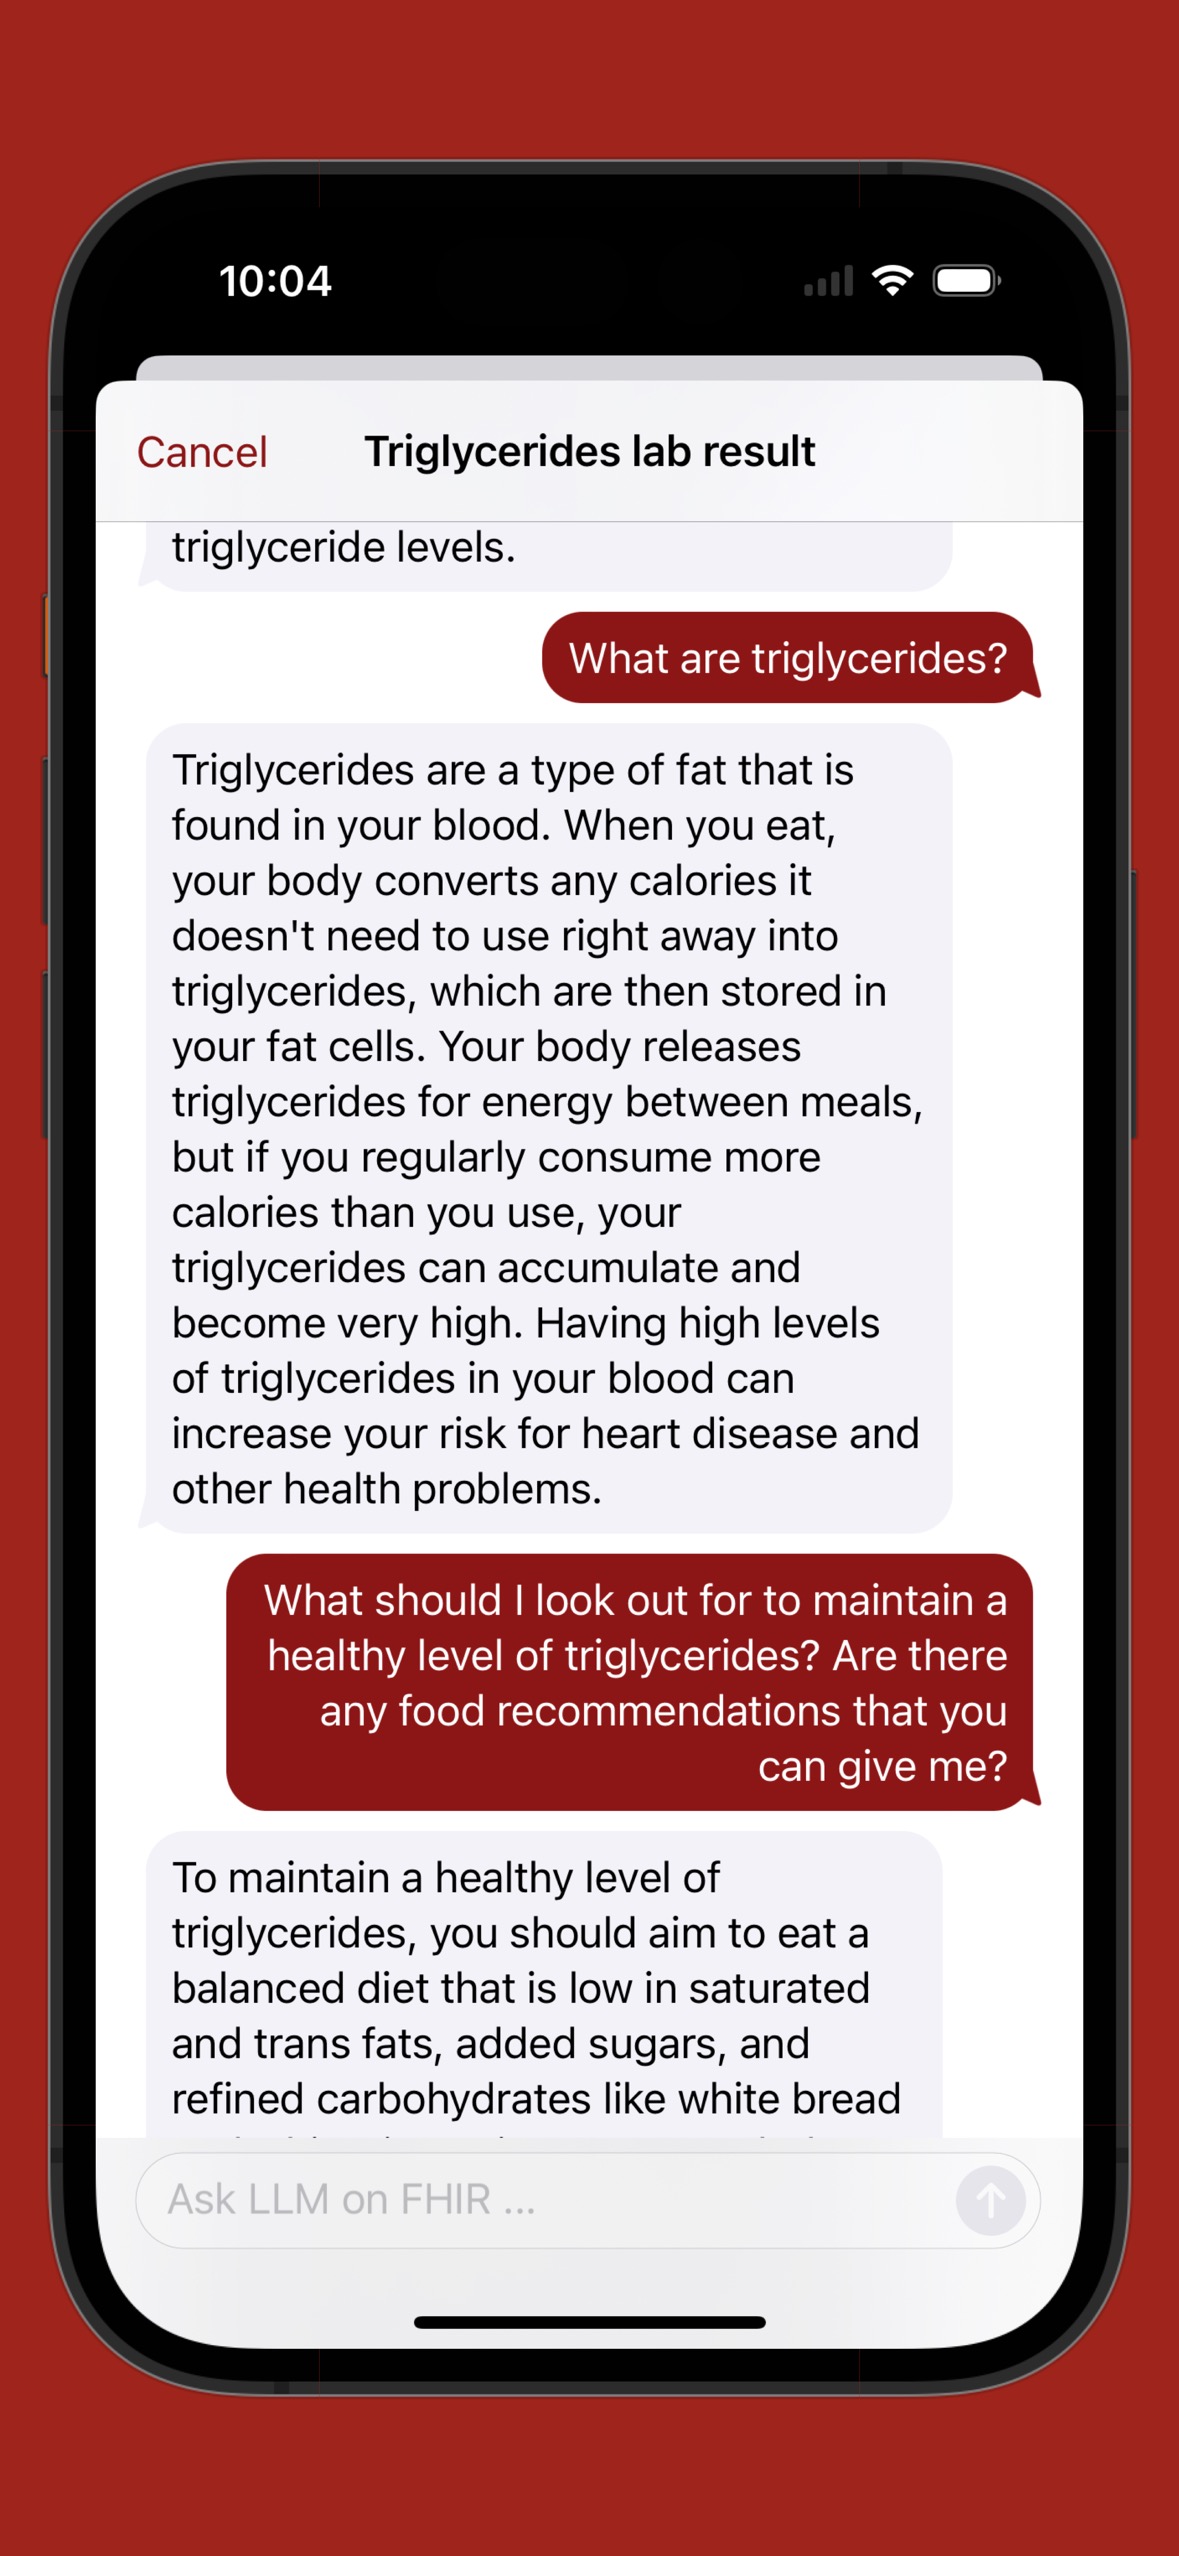 10:04
Cancel
Triglycerides lab result
triglyceride levels.
What are triglycerides?
Triglycerides are a type of fat that is
found in your blood. When you eat,
your body converts any calories it
doesn't need to use right away into
triglycerides, which are then stored in
your fat cells. Your body releases
triglycerides for energy between meals,
but if you regularly consume more
calories than you use, your
triglycerides can accumulate and
become very high. Having high levels
of triglycerides in your blood can
increase your risk for heart disease and
other health problems.
What should I look out for to maintain a
healthy level of triglycerides? Are there
any food recommendations that you
can give me?
To maintain a healthy level of
triglycerides, you should aim to eat a
balanced diet that is low in saturated
and trans fats, added sugars, and
refined carbohydrates like white bread
Ask LLM on FHIR ...